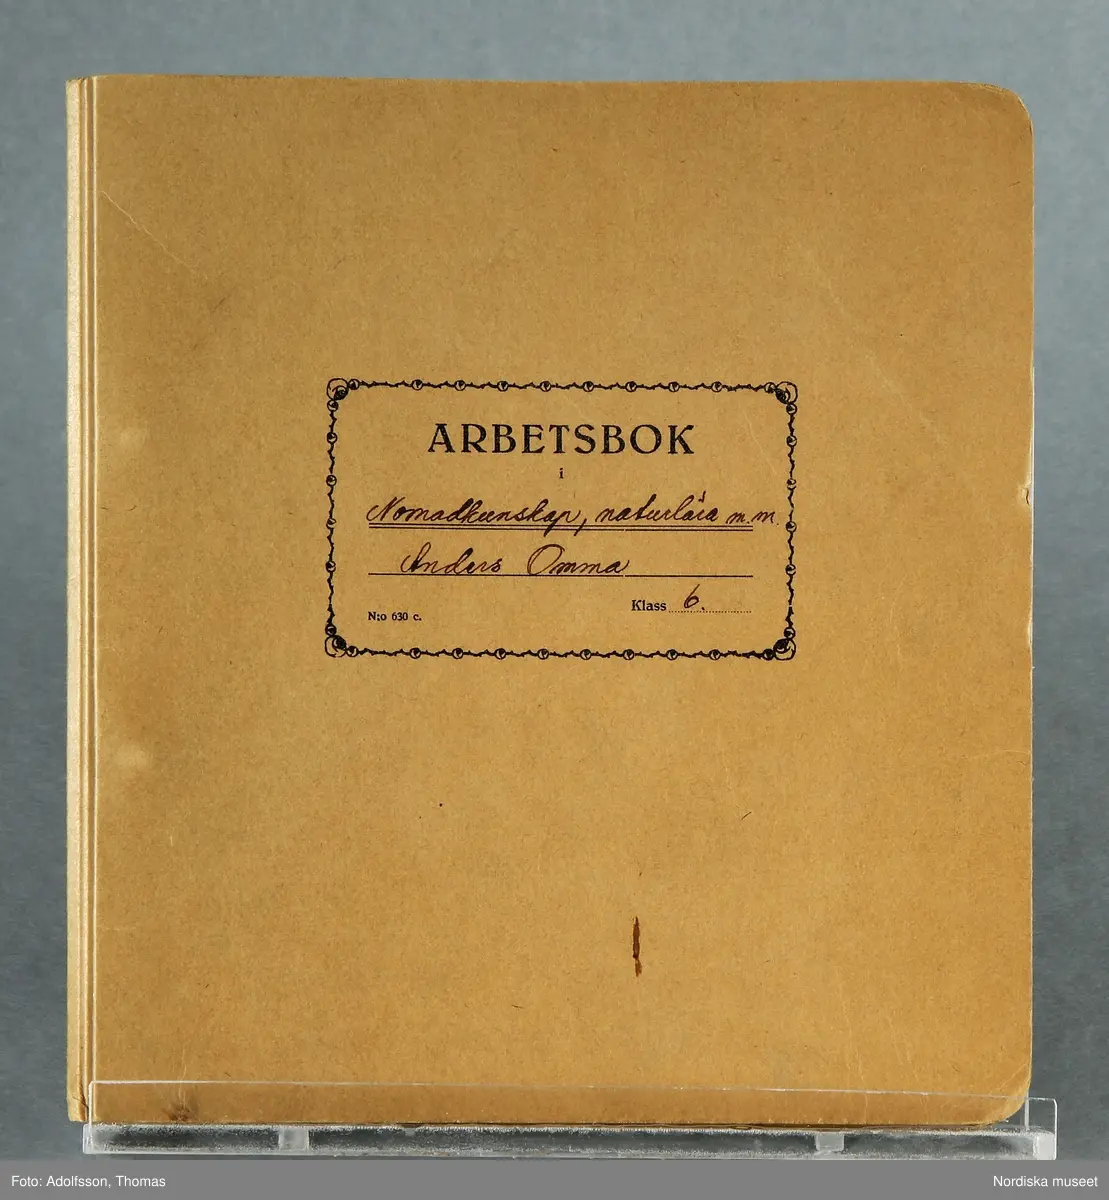 ARBETSBOK
i
Nomadkunskap, naturlära m.m.
Anders Omma
Klass 6.
N:o 630 c.
Foto: Adolfsson, Thomas
Nordiska museet